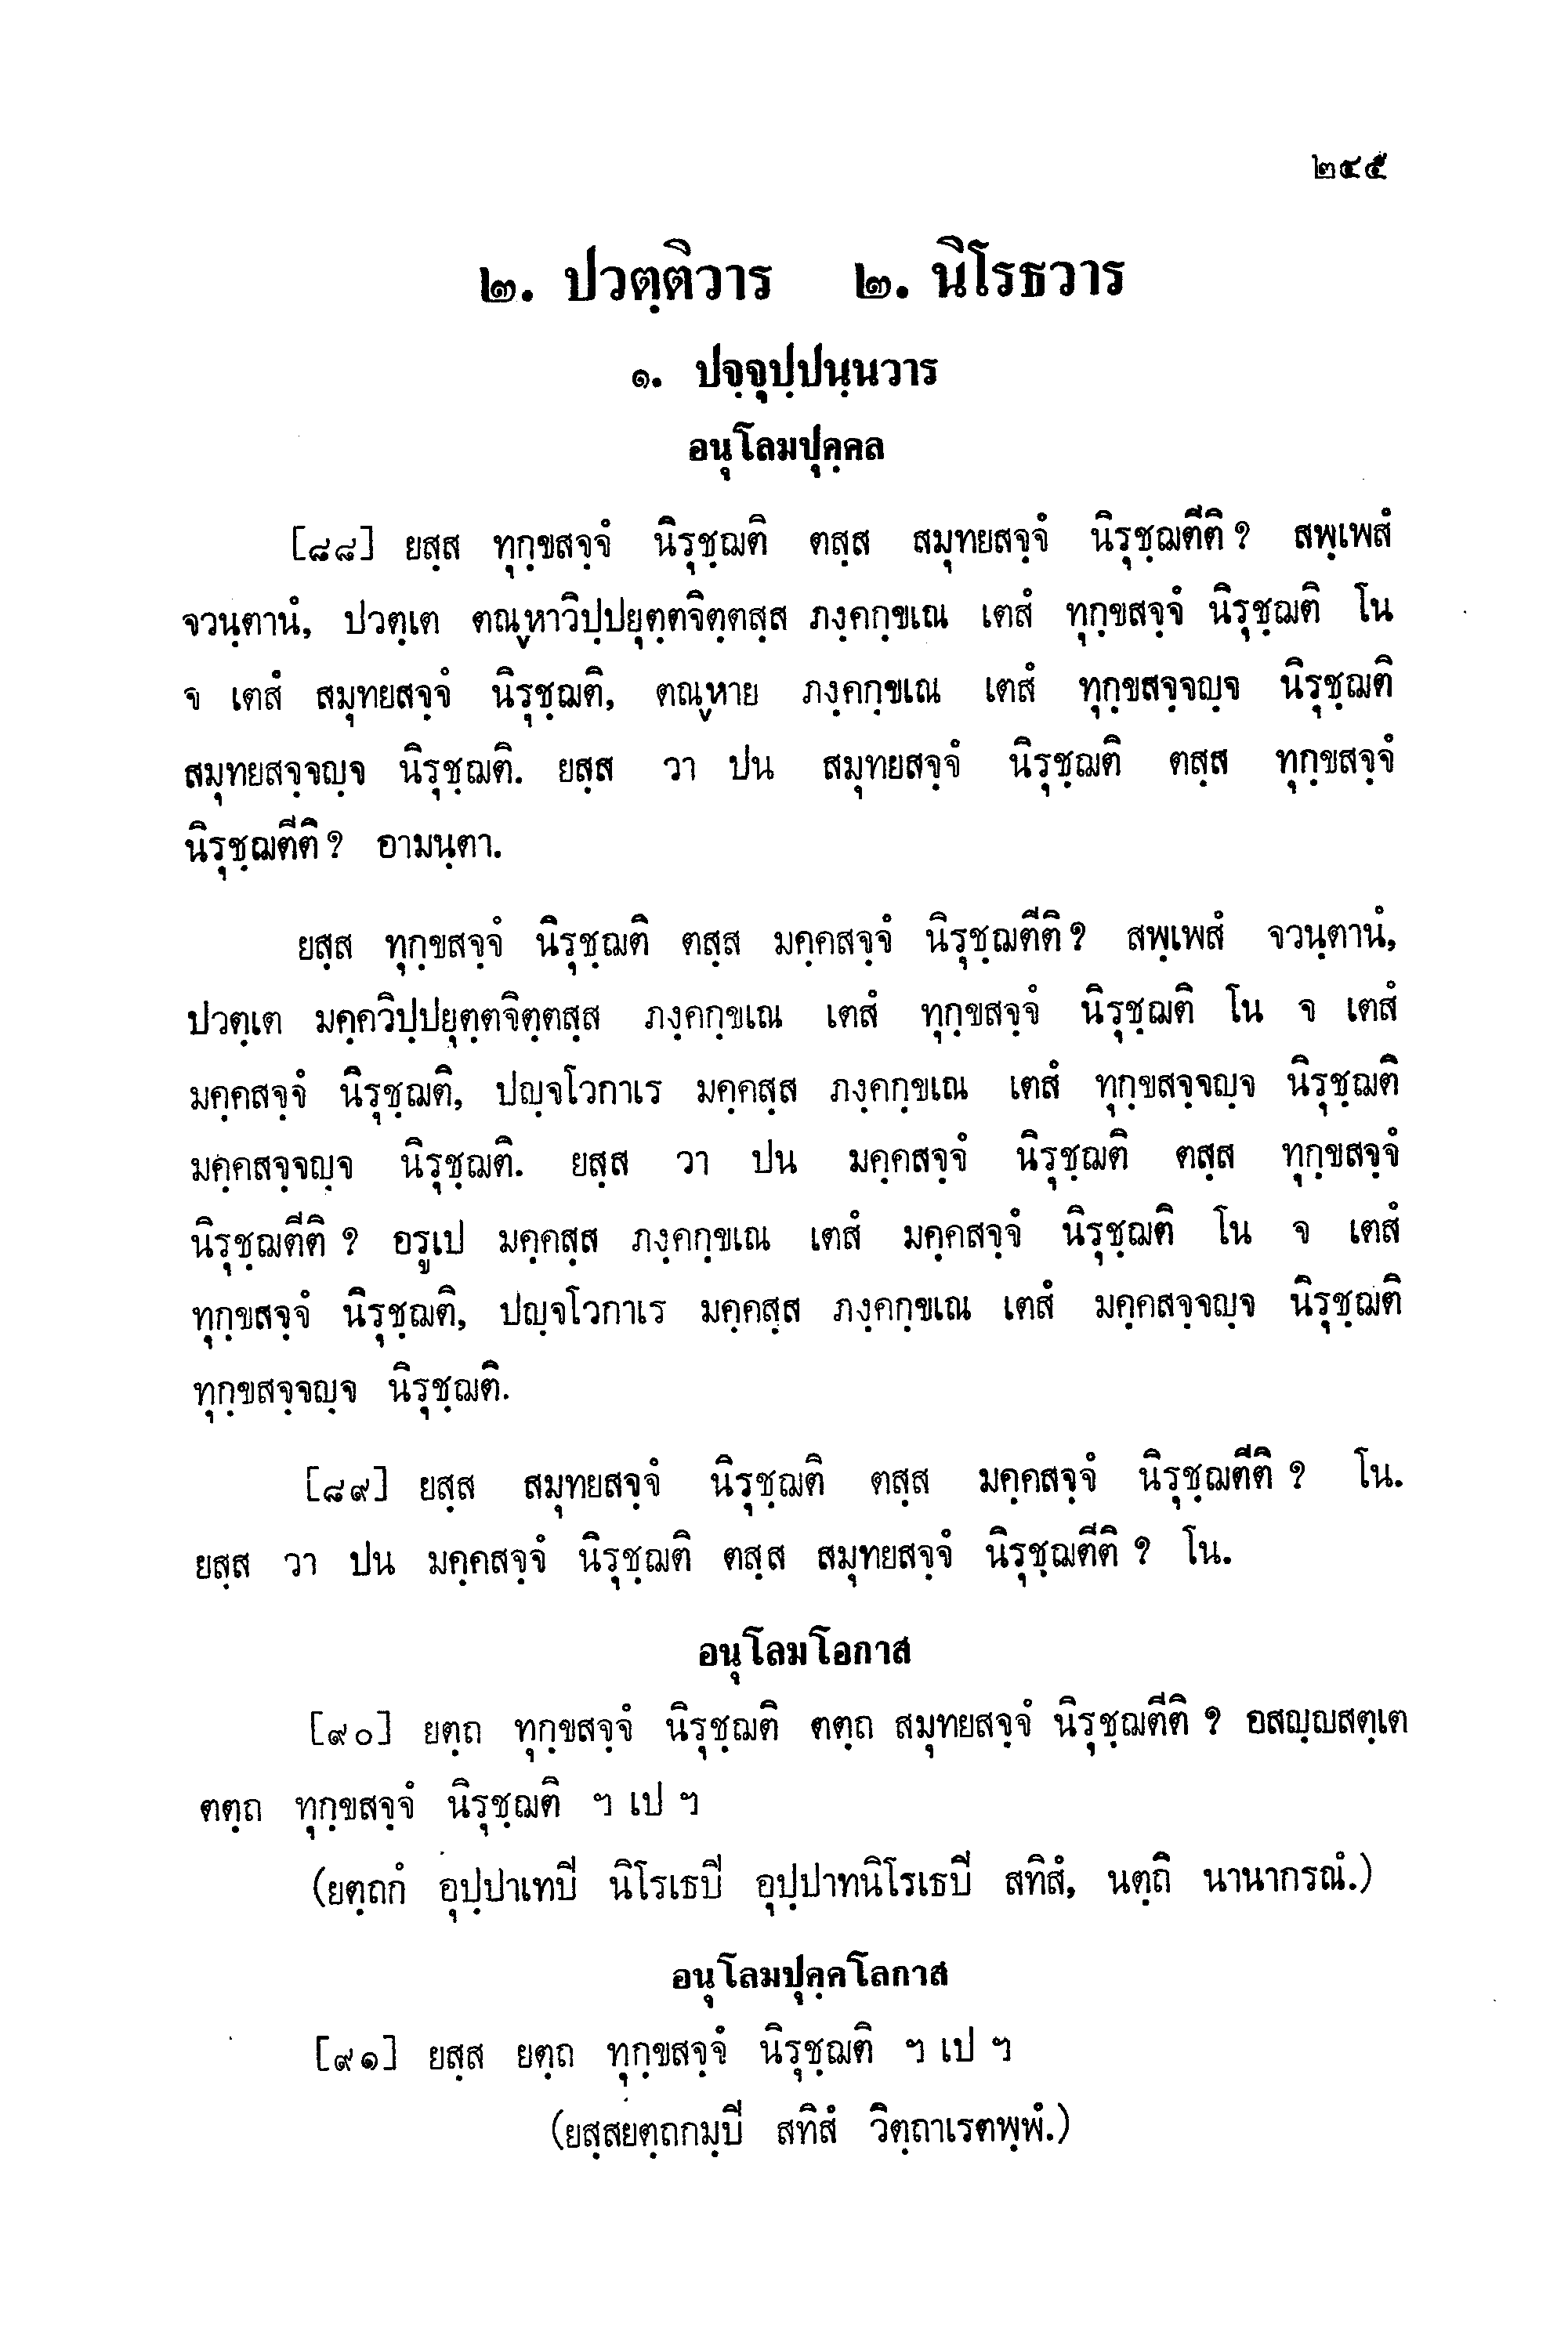 ๒๔๕
๒. ปวตฺติวาร ๒. นิโรธวาร
๑. ปจฺจุปฺปนฺนวาร
อนุโลมปุคฺคล
[๘๘] ยสฺส ทุกฺขสจฺจํ นิรุชฺฌติ ตสฺส สมุทยสจฺจํ นิรุชฺฌตีติ ? สพฺเพสํ
จวนฺตานํ, ปวตฺเต ตณฺหาวิปฺปยุตฺตจิตฺตสฺส ภงฺคกฺขเณ เตสํ ทุกฺขสจฺจํ นิรุชฺฌติ โน
จ เตสํ สมุทยสจฺจํ นิรุชฺฌติ, ตณฺหาย ภงฺคกฺขเณ เตสํ ทุกฺขสจฺจญฺจ นิรุชฺฌติ
สมุทยสจฺจญฺจ นิรุชฺฌติ. ยสฺส วา ปน สมุทยสจฺจํ นิรุชฺฌติ ตสฺส ทุกฺขสจฺจํ
นิรุชฺฌตีติ ? อามนฺตา.
ยสฺส ทุกฺขสจฺจํ นิรุชฺฌติ ตสฺส มคฺคสจฺจํ นิรุชฺฌตีติ ? สพฺเพสํ จวนฺตานํ,
ปวตฺเต มคฺควิปฺปยุตฺตจิตฺตสฺส ภงฺคกฺขเณ เตสํ ทุกฺขสจฺจํ นิรุชฺฌติ โน จ เตสํ
มคฺคสจฺจํ นิรุชฺฌติ, ปญฺจโวกาเร มคฺคสฺส ภงฺคกฺขเณ เตสํ ทุกฺขสจฺจญฺจ นิรุชฺฌติ
มคฺคสจฺจญฺจ นิรุชฺฌติ. ยสฺส วา ปน มคฺคสจฺจํ นิรุชฺฌติ ตสฺส ทุกฺขสจฺจํ
นิรุชฺฌตีติ ? อรูเป มคฺคสฺส ภงฺคกฺขเณ เตสํ มคฺคสจฺจํ นิรุชฺฌติ โน จ เตสํ
ทุกฺขสจฺจํ นิรุชฺฌติ, ปญฺจโวกาเร มคฺคสฺส ภงฺคกฺขเณ เตสํ มคฺคสจฺจญฺจ นิรุชฺฌติ
ทุกฺขสจฺจญฺจ นิรุชฺฌติ.
[๘๙] ยสฺส สมุทยสจฺจํ นิรุชฺฌติ ตสฺส มคฺคสจฺจํ นิรุชฺฌตีติ ? โน.
ยสฺส วา ปน มคฺคสจฺจํ นิรุชฺฌติ ตสฺส สมุทยสจฺจํ นิรุชฺฌตีติ ? โน.
อนุโลมโอกาส
[๙๐] ยตฺถ ทุกฺขสจฺจํ นิรุชฺฌติ ตตฺถ สมุทยสจฺจํ นิรุชฺฌตีติ ? อสญฺญสตฺเต
ตตฺถ ทุกฺขสจฺจํ นิรุชฺฌติ ฯ เป ฯ
(ยตฺถกํ อุปฺปาเทปี นิโรเธปี อุปฺปาทนิโรเธปี สทิสํ, นตฺถิ นานากรณํ.)
อนุโลมปุคฺคโลกาส
[๙๑] ยสฺส ยตฺถ ทุกฺขสจฺจํ นิรุชฺฌติ ฯ เป ฯ
(ยสฺสยตฺถกมฺปี สทิสํ วิตฺถาเรตพฺพํ.)